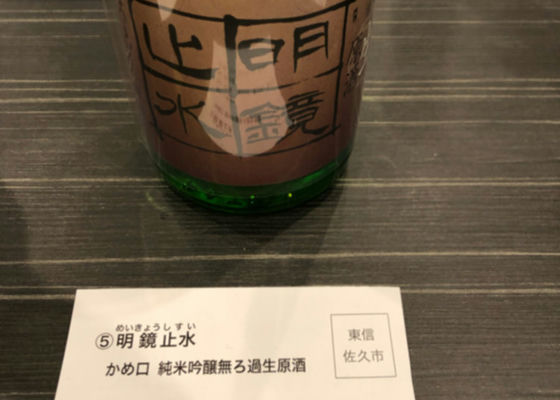 明鏡
止水
めいきょうしすい
⑤明鏡止水
かめ口 純米吟醸無ろ過生原酒
東信
佐久市